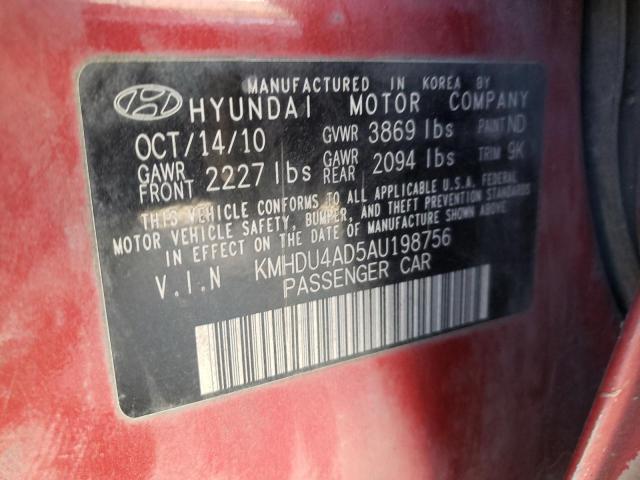 MANUFACTURED IN KOREA BY
HYUNDAI MOTOR COMPANY
OCT/14/10 GVWR 3869 lbs PAINT ND
GAWR FRONT 2227 lbs GAWR REAR 2094 lbs TRIM 9K
THIS VEHICLE CONFORMS TO ALL APPLICABLE U.S.A. FEDERAL
MOTOR VEHICLE SAFETY, BUMPER, AND THEFT PREVENTION STANDARDS
IN EFFECT ON THE DATE OF MANUFACTURE SHOWN ABOVE.
V.I.N KMHDU4AD5AU198756
PASSENGER CAR